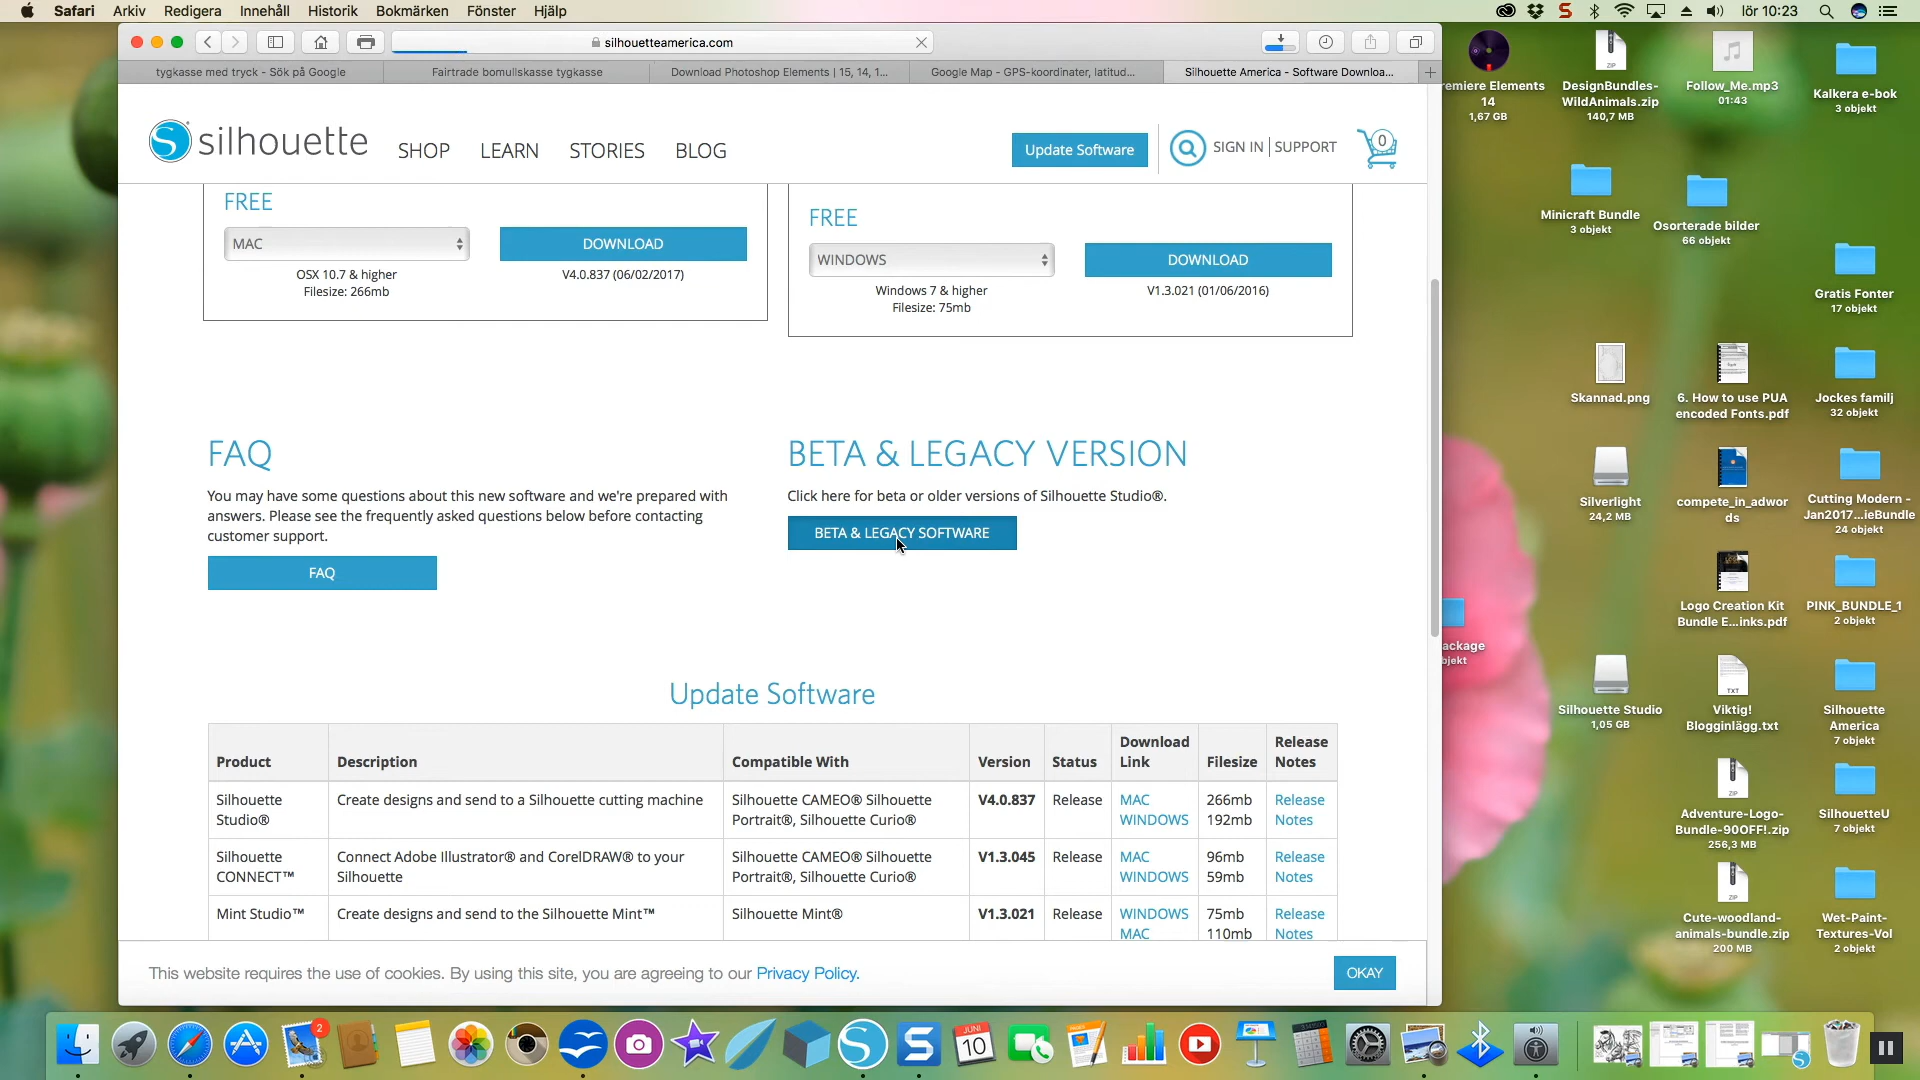 Safari Arkiv Redigera Innehåll Historik Bokmärken Fönster Hjälp
lör 10:23
silhouetteamerica.com
tygkasse med tryck - Sök på Google
Fairtrade bomullskasse tygkasse
Download Photoshop Elements | 15, 14, 1...
Google Map - GPS-koordinater, latitud...
Silhouette America - Software Downloa...
silhouette
SHOP LEARN STORIES BLOG
Update Software
SIGN IN | SUPPORT
0
FREE
MAC
DOWNLOAD
OSX 10.7 & higher
Filesize: 266mb
V4.0.837 (06/02/2017)
FREE
WINDOWS
DOWNLOAD
Windows 7 & higher
Filesize: 75mb
V1.3.021 (01/06/2016)
FAQ
You may have some questions about this new software and we're prepared with
answers. Please see the frequently asked questions below before contacting
customer support.
FAQ
BETA & LEGACY VERSION
Click here for beta or older versions of Silhouette Studio®.
BETA & LEGACY SOFTWARE
Update Software
Product Description Compatible With Version Status Download Link Filesize Release Notes
Silhouette Studio® Create designs and send to a Silhouette cutting machine Silhouette CAMEO® Silhouette Portrait®, Silhouette Curio® V4.0.837 Release MAC WINDOWS 266mb 192mb Release Notes
Silhouette CONNECT™ Connect Adobe Illustrator® and CorelDRAW® to your Silhouette Silhouette CAMEO® Silhouette Portrait®, Silhouette Curio® V1.3.045 Release MAC WINDOWS 96mb 59mb Release Notes
Mint Studio™ Create designs and send to the Silhouette Mint™ Silhouette Mint® V1.3.021 Release WINDOWS MAC 75mb 110mb Release Notes
This website requires the use of cookies. By using this site, you are agreeing to our Privacy Policy.
OKAY
remiere Elements
14
1,67 GB
DesignBundles-
WildAnimals.zip
140,7 MB
Follow_Me.mp3
01:43
Kalkera e-bok
3 objekt
Minicraft Bundle
3 objekt
Osorterade bilder
66 objekt
Gratis Fonter
17 objekt
Skannad.png
6. How to use PUA
encoded Fonts.pdf
Jockes familj
32 objekt
Silverlight
24,2 MB
compete_in_adwor
ds
Cutting Modern -
Jan2017...ieBundle
24 objekt
Logo Creation Kit
Bundle E...inks.pdf
PINK_BUNDLE_1
2 objekt
ackage
bjekt
Silhouette Studio
1,05 GB
TXT
Viktig!
Blogginlägg.txt
Silhouette
America
7 objekt
ZIP
Adventure-Logo-
Bundle-90OFF!.zip
256,3 MB
SilhouetteU
7 objekt
ZIP
Cute-woodland-
animals-bundle.zip
200 MB
Wet-Paint-
Textures-Vol
2 objekt
2
JUNI
10